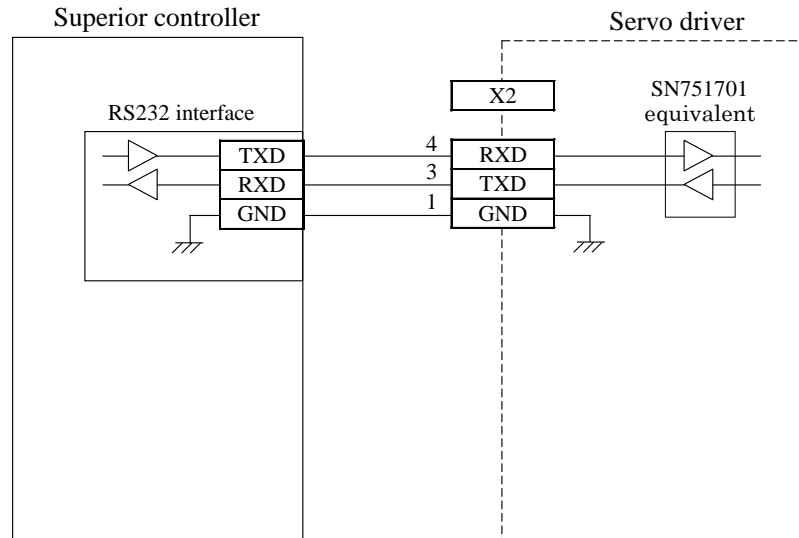 Superior controller
Servo driver
X2
SN751701
equivalent
RS232 interface
TXD
4
RXD
RXD
3
TXD
GND
1
GND